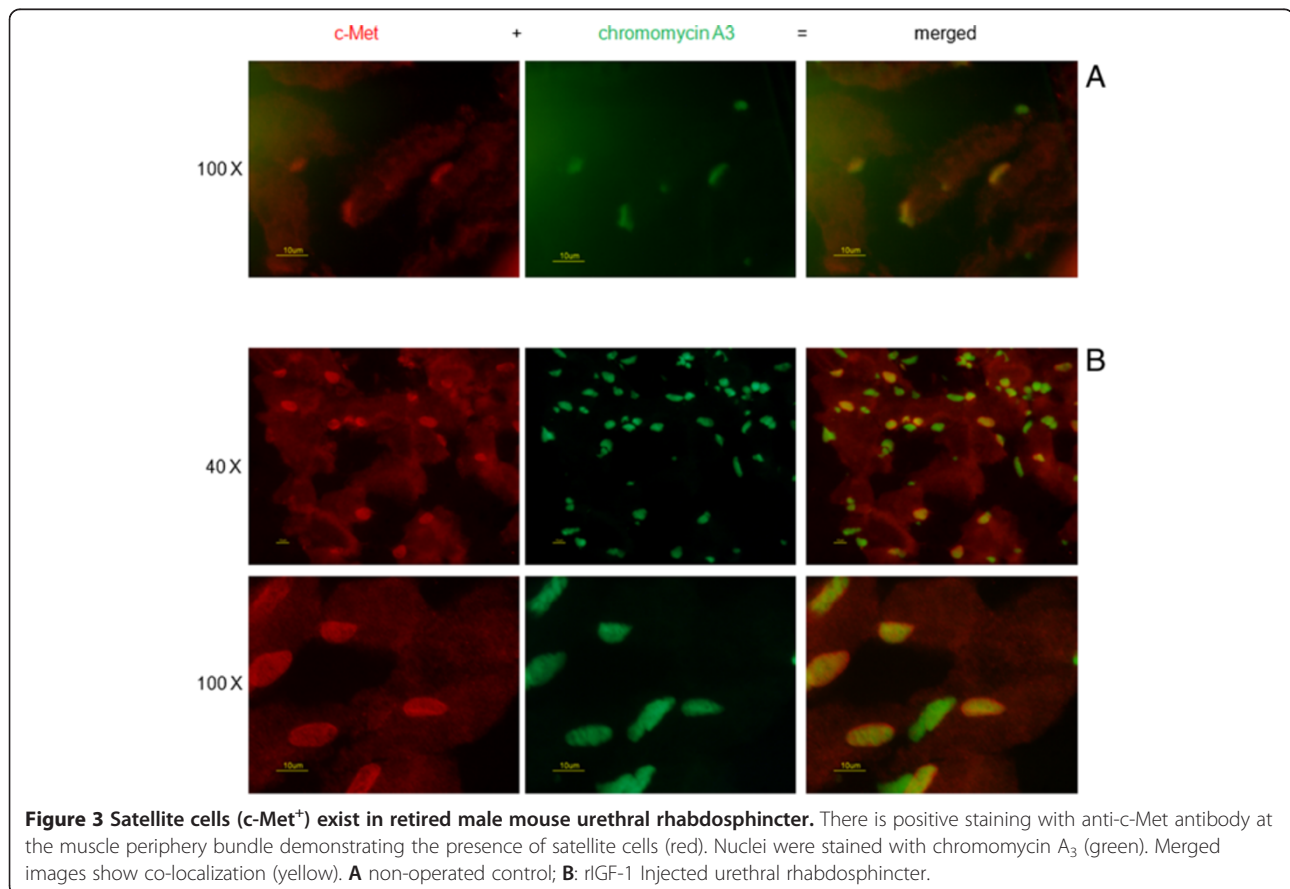 c-Met + chromomycin A3 = merged
A
100 X
10um 10um
B
40 X
100 X
10um 10um 10um
Figure 3 Satellite cells (c-Met⁺) exist in retired male mouse urethral rhabdosphincter. There is positive staining with anti-c-Met antibody at
the muscle periphery bundle demonstrating the presence of satellite cells (red). Nuclei were stained with chromomycin A₃ (green). Merged
images show co-localization (yellow). A non-operated control; B: rIGF-1 Injected urethral rhabdosphincter.